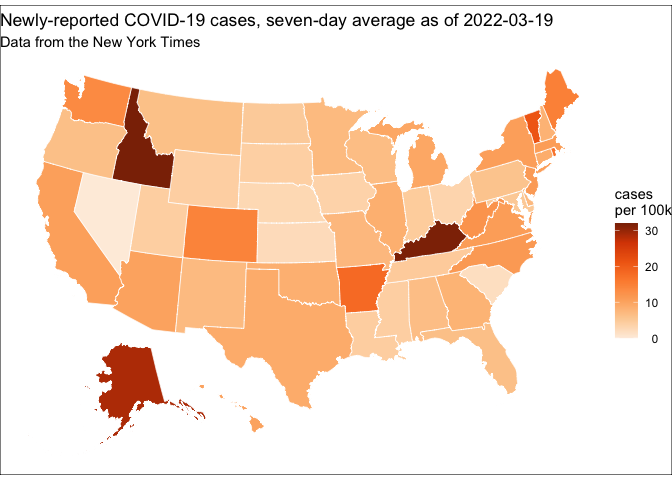 Newly-reported COVID-19 cases, seven-day average as of 2022-03-19
Data from the New York Times
cases
per 100k
30
20
10
0